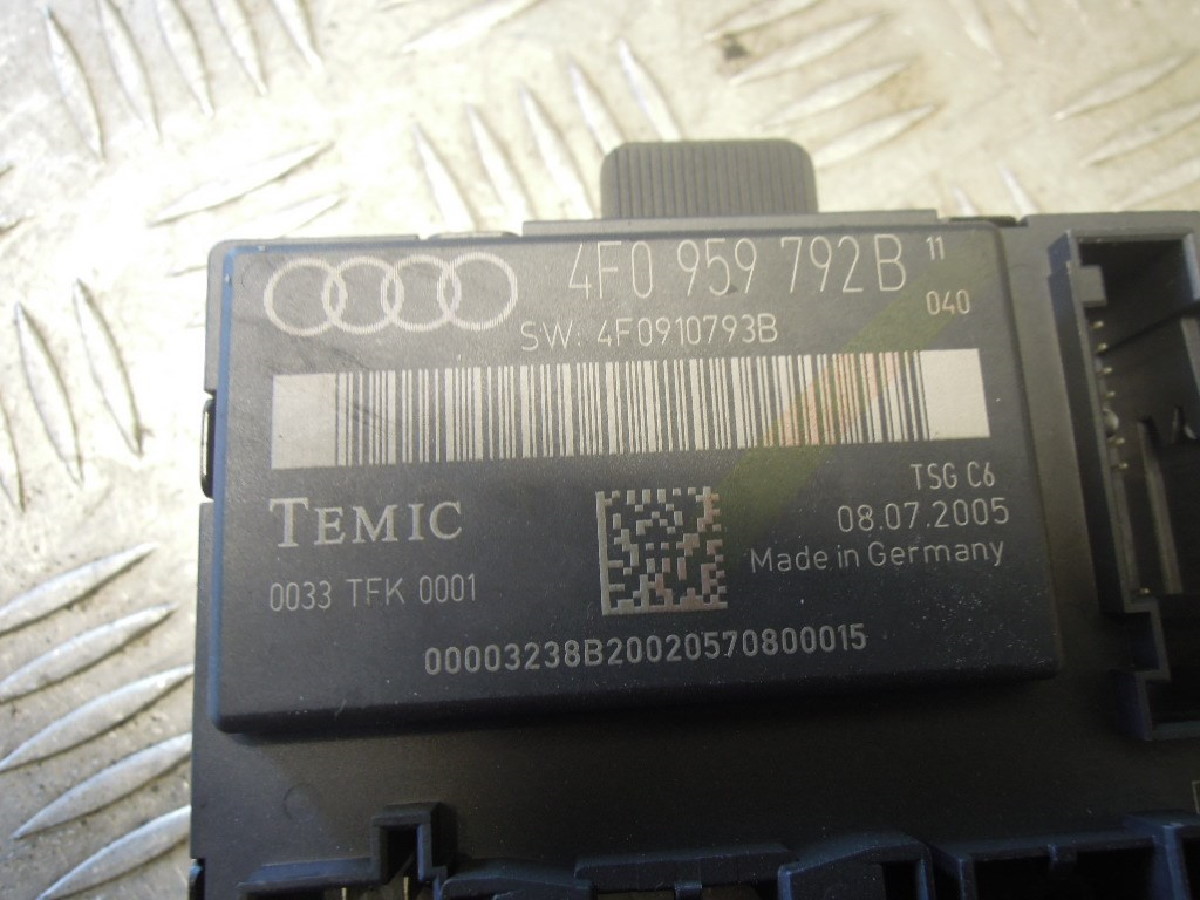 4F0 959 792B 11
040
SW: 4F0910793B
TEMIC
TSG C6
08.07.2005
Made in Germany
0033 TFK 0001
00003238B20020570800015